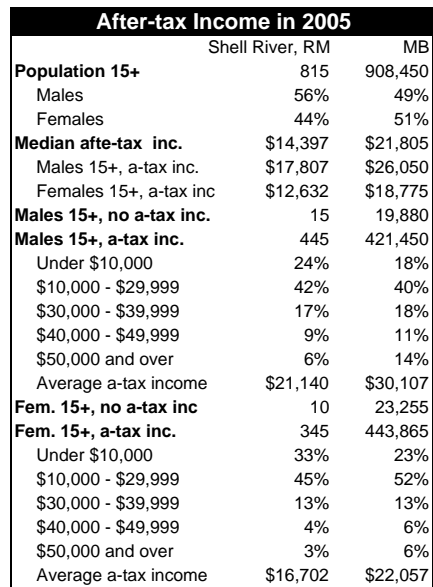 After-tax Income in 2005
Shell River, RM MB
Population 15+ 815 908,450
Males 56% 49%
Females 44% 51%
Median afte-tax inc. $14,397 $21,805
Males 15+, a-tax inc. $17,807 $26,050
Females 15+, a-tax inc $12,632 $18,775
Males 15+, no a-tax inc. 15 19,880
Males 15+, a-tax inc. 445 421,450
Under $10,000 24% 18%
$10,000 - $29,999 42% 40%
$30,000 - $39,999 17% 18%
$40,000 - $49,999 9% 11%
$50,000 and over 6% 14%
Average a-tax income $21,140 $30,107
Fem. 15+, no a-tax inc 10 23,255
Fem. 15+, a-tax inc. 345 443,865
Under $10,000 33% 23%
$10,000 - $29,999 45% 52%
$30,000 - $39,999 13% 13%
$40,000 - $49,999 4% 6%
$50,000 and over 3% 6%
Average a-tax income $16,702 $22,057